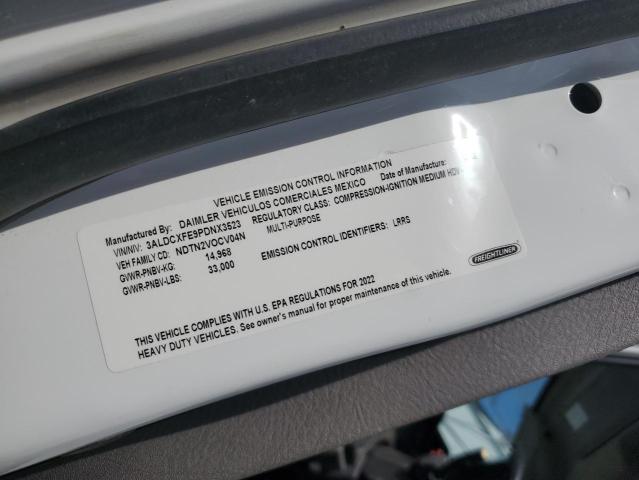 VEHICLE EMISSION CONTROL INFORMATION
Manufactured By: DAIMLER VEHICULOS COMERCIALES MEXICO Date of Manufacture:
VIN/NIV: 3ALDCXFE9PDNX3523 REGULATORY CLASS: COMPRESSION-IGNITION MEDIUM HDV
VEH FAMILY CD: NDTN2VOCV04N MULTI-PURPOSE
GVWR-PNBV-KG: 14,968
GVWR-PNBV-LBS: 33,000 EMISSION CONTROL IDENTIFIERS: LRRS
FREIGHTLINER
THIS VEHICLE COMPLIES WITH U.S. EPA REGULATIONS FOR 2022
HEAVY DUTY VEHICLES. See owner's manual for proper maintenance of this vehicle.